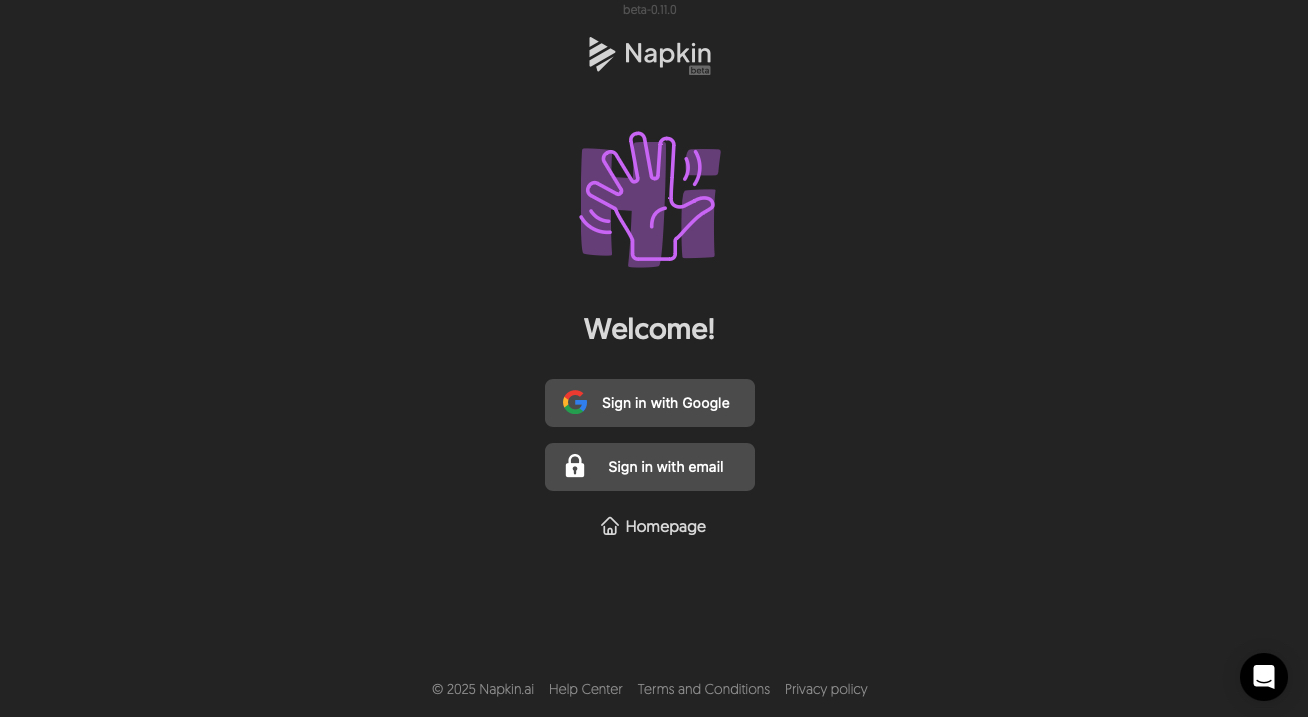 beta-0.11.0
Napkin
beta
Hi
Welcome!
Sign in with Google
Sign in with email
Homepage
© 2025 Napkin.ai Help Center Terms and Conditions Privacy policy